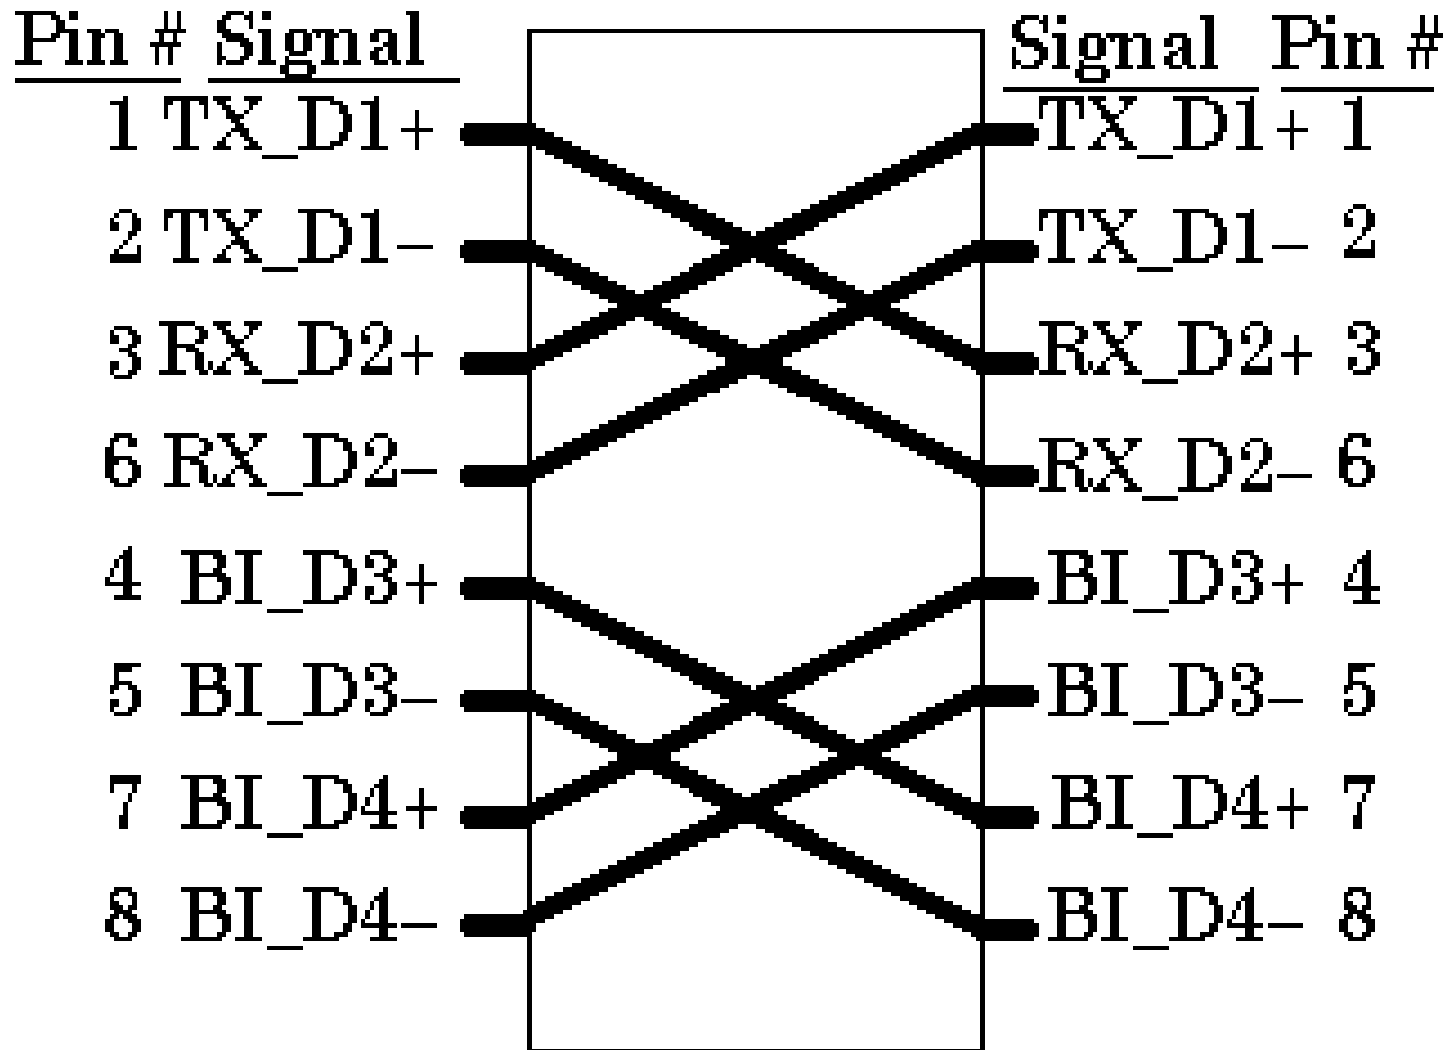 Pin # Signal Signal Pin #
1 TX_D1+ TX_D1+ 1
2 TX_D1– TX_D1– 2
3 RX_D2+ RX_D2+ 3
6 RX_D2– RX_D2– 6
4 BI_D3+ BI_D3+ 4
5 BI_D3– BI_D3– 5
7 BI_D4+ BI_D4+ 7
8 BI_D4– BI_D4– 8